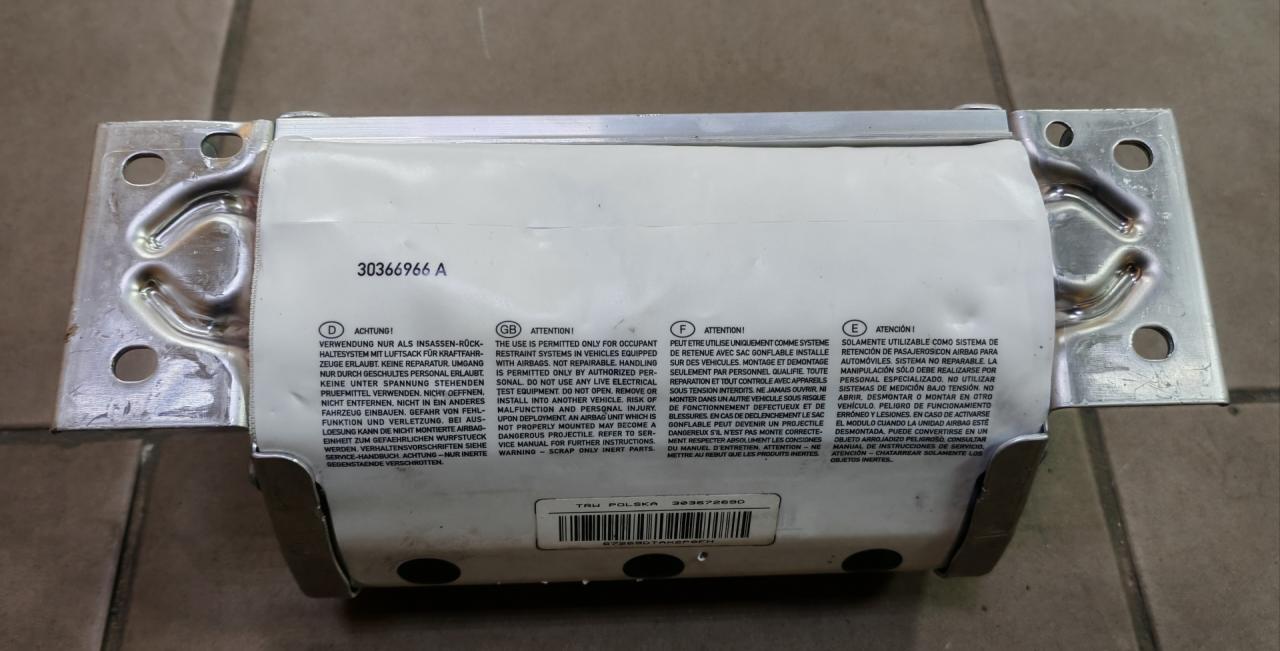 30366966 A
D ACHTUNG!
VERWENDUNG NUR ALS INSASSEN-RÜCK-
HALTESYSTEM MIT LUFTSACK FÜR KRAFTFAHR-
ZEUGE ERLAUBT. KEINE REPARATUR. UMGANG
NUR DURCH GESCHULTES PERSONAL ERLAUBT.
KEINE UNTER SPANNUNG STEHENDEN
PRUEFMITTEL VERWENDEN. NICHT OEFFNEN,
NICHT ENTFERNEN. NICHT IN EIN ANDERES
FAHRZEUG EINBAUEN. GEFAHR VON FEHL-
FUNKTION UND VERLETZUNG. BEI AUS-
LOESUNG KANN DIE NICHT MONTIERTE AIRBAG-
EINHEIT ZUM GEFAEHRLICHEN WURFSTUECK
WERDEN. VERHALTENSVORSCHRIFTEN SIEHE
SERVICE-HANDBUCH. ACHTUNG – NUR INERTE
GEGENSTAENDE VERSCHROTTEN.
GB ATTENTION!
THE USE IS PERMITTED ONLY FOR OCCUPANT
RESTRAINT SYSTEMS IN VEHICLES EQUIPPED
WITH AIRBAGS. NOT REPAIRABLE. HANDLING
IS PERMITTED ONLY BY AUTHORIZED PER-
SONAL. DO NOT USE ANY LIVE ELECTRICAL
TEST EQUIPMENT. DO NOT OPEN, REMOVE OR
INSTALL INTO ANOTHER VEHICLE. RISK OF
MALFUNCTION AND PERSONAL INJURY.
UPON DEPLOYMENT, AN AIRBAG UNIT WHICH IS
NOT PROPERLY MOUNTED MAY BECOME A
DANGEROUS PROJECTILE. REFER TO SER-
VICE MANUAL FOR FURTHER INSTRUCTIONS.
WARNING – SCRAP ONLY INERT PARTS.
F ATTENTION!
PEUT ETRE UTILISE UNIQUEMENT COMME SYSTEME
DE RETENUE AVEC SAC GONFLABLE INSTALLE
SUR DES VEHICULES. MONTAGE ET DEMONTAGE
SEULEMENT PAR PERSONNEL QUALIFIE. TOUTE
REPARATION ET TOUT CONTROLE AVEC APPAREILS
SOUS TENSION INTERDITS. NE JAMAIS OUVRIR, NI
MONTER DANS UN AUTRE VEHICULE SOUS RISQUE
DE FONCTIONNEMENT DEFECTUEUX ET DE
BLESSURES. EN CAS DE DECLENCHEMENT LE SAC
GONFLABLE PEUT DEVENIR UN PROJECTILE
DANGEREUX S'IL N'EST PAS MONTE CORRECTE-
MENT. RESPECTER ABSOLUMENT LES CONSIGNES
DU MANUEL D'ENTRETIEN. ATTENTION – NE
METTRE AU REBUT QUE LES PRODUITS INERTES.
E ATENCIÓN!
SOLAMENTE UTILIZABLE COMO SISTEMA DE
RETENCIÓN DE PASAJEROS|CON AIRBAG PARA
AUTOMÓVILES. SISTEMA NO REPARABLE. LA
MANIPULACIÓN SÓLO DEBE REALIZARSE POR
PERSONAL ESPECIALIZADO. NO UTILIZAR
SISTEMAS DE MEDICIÓN BAJO TENSIÓN. NO
ABRIR, DESMONTAR O MONTAR EN OTRO
VEHÍCULO. PELIGRO DE FUNCIONAMIENTO
ERRÓNEO Y LESIONES. EN CASO DE ACTIVARSE
EL MODULO CUANDO LA UNIDAD AIRBAG ESTÉ
DESMONTADA, PUEDE CONVERTIRSE EN UN
OBJETO ARROJADIZO PELIGROSO. CONSULTAR
MANUAL DE INSTRUCCIONES DE SERVICIO.
ATENCIÓN – CHATARREAR SOLAMENTE LOS
OBJETOS INERTES.
TRW POLSKA 30367269D